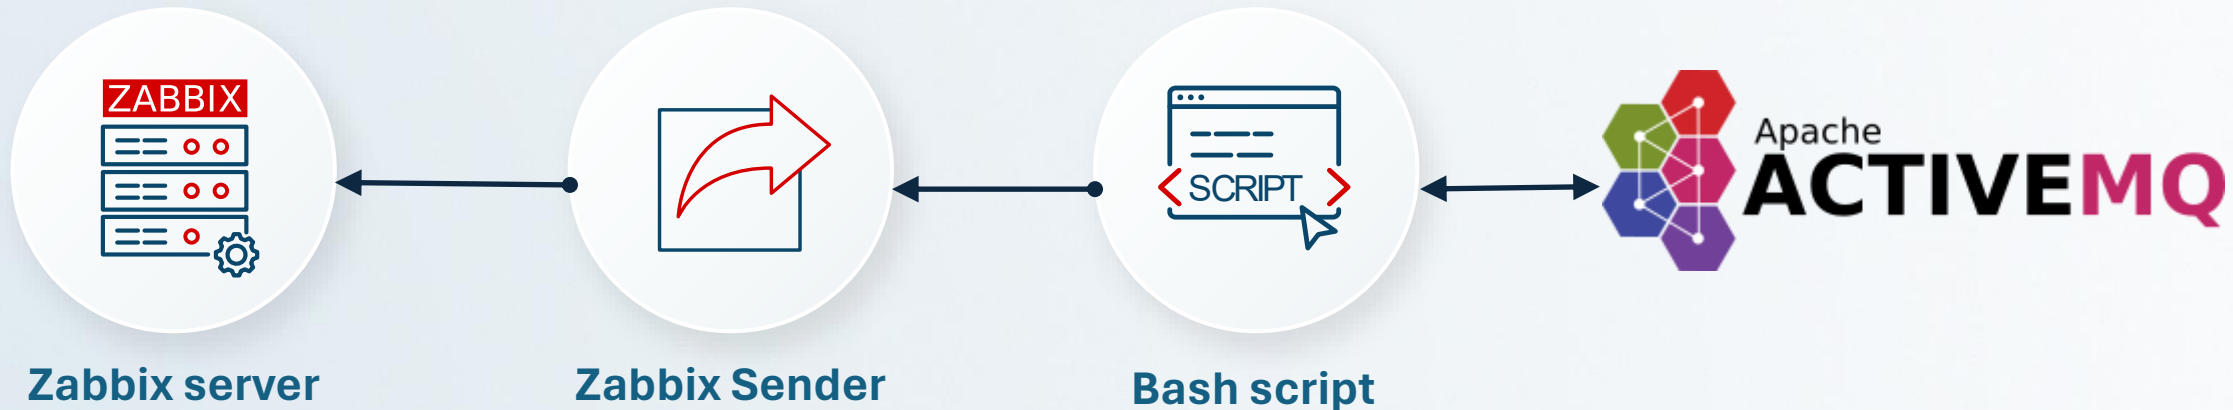 ZABBIX
SCRIPT
Apache
ACTIVEMQ
Zabbix server
Zabbix Sender
Bash script